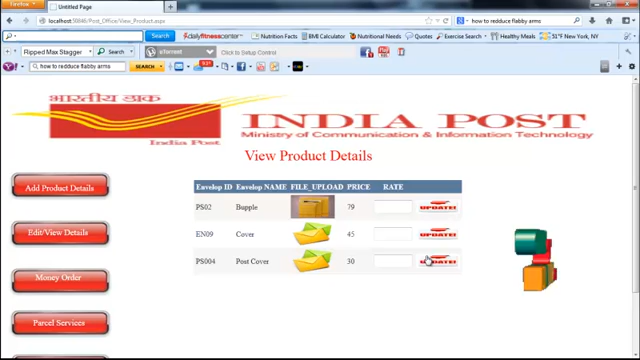 Firefox
Untitled Page
localhost:50846/Post_Office/View_Product.aspx
how to redduce flabby arms
Search
dailyfitnesscenter
Nutrition Facts
BMI Calculator
Nutritional Needs
Quotes
Exercise Search
Healthy Meals
51°F New York, NY
Ripped Max Stagger
Search
eTorrent
Click to Setup Control
how to redduce flabby arms
SEARCH
भारतीय डाक
India Post
INDIA POST
Ministry of Communication & Information Technology
View Product Details
Add Product Details
Edit/View Details
Money Order
Parcel Services
Envelop ID Envelop NAME FILE_UPLOAD PRICE RATE
PS02 Bupple 79 UPDATE!
EN09 Cover 45 UPDATE!
PS004 Post Cover 30 UPDATE!